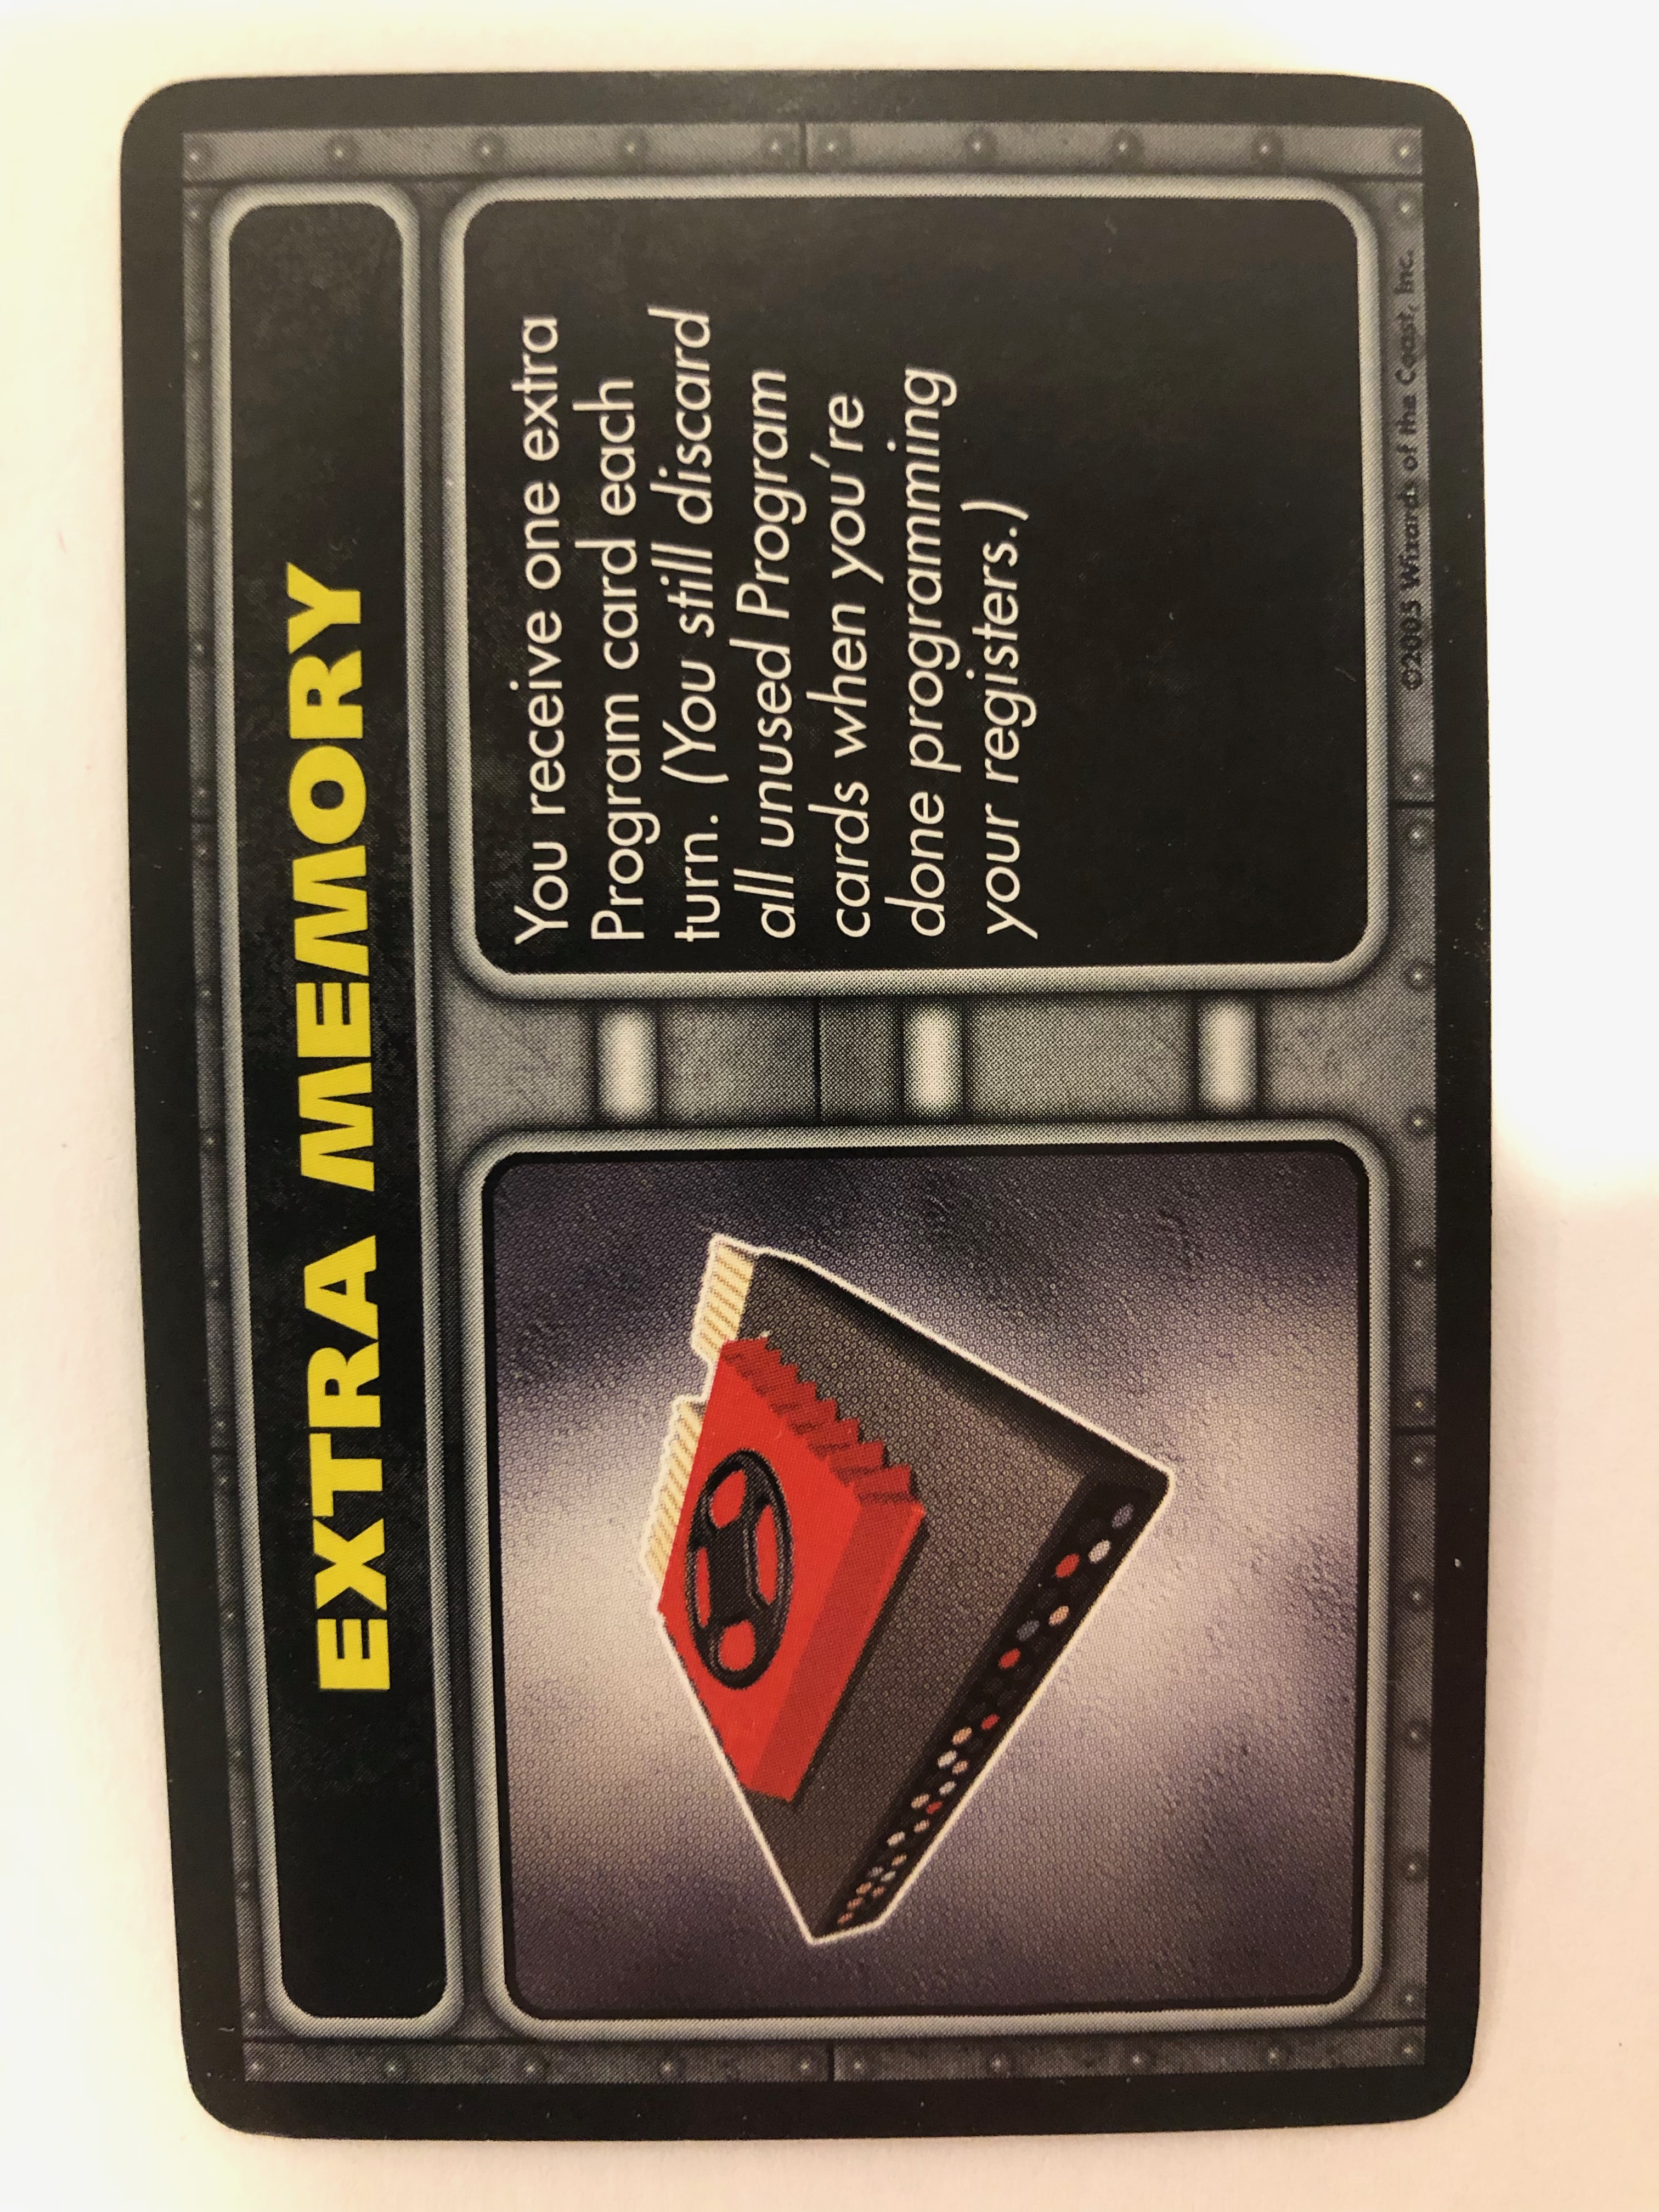 EXTRA MEMORY
You receive one extra
Program card each
turn. (You still discard
all unused Program
cards when you're
done programming
your registers.)
©2005 Wizards of the Coast, Inc.